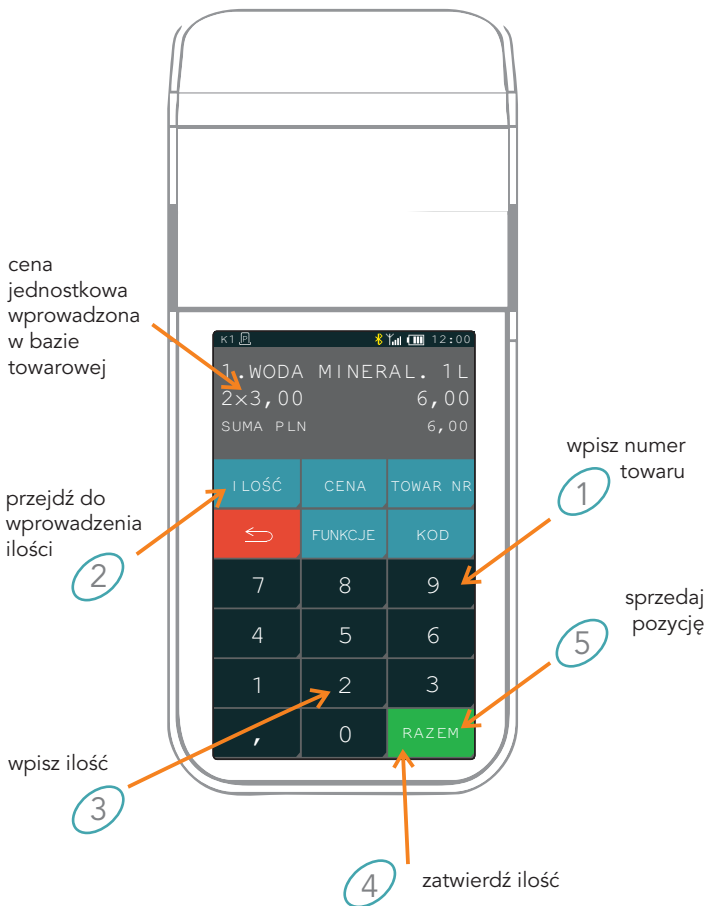 cena
jednostkowa
wprowadzona
w bazie
towarowej
K1 P 12:00
1.WODA MINERAL. 1L
2×3,00 6,00
SUMA PLN 6,00
wpisz numer
towaru
1
ILOŚĆ CENA TOWAR NR
przejdź do
wprowadzenia
ilości
2
FUNKCJE KOD
7 8 9
sprzedaj
pozycję
5
4 5 6
1 2 3
, 0 RAZEM
wpisz ilość
3
4 zatwierdź ilość